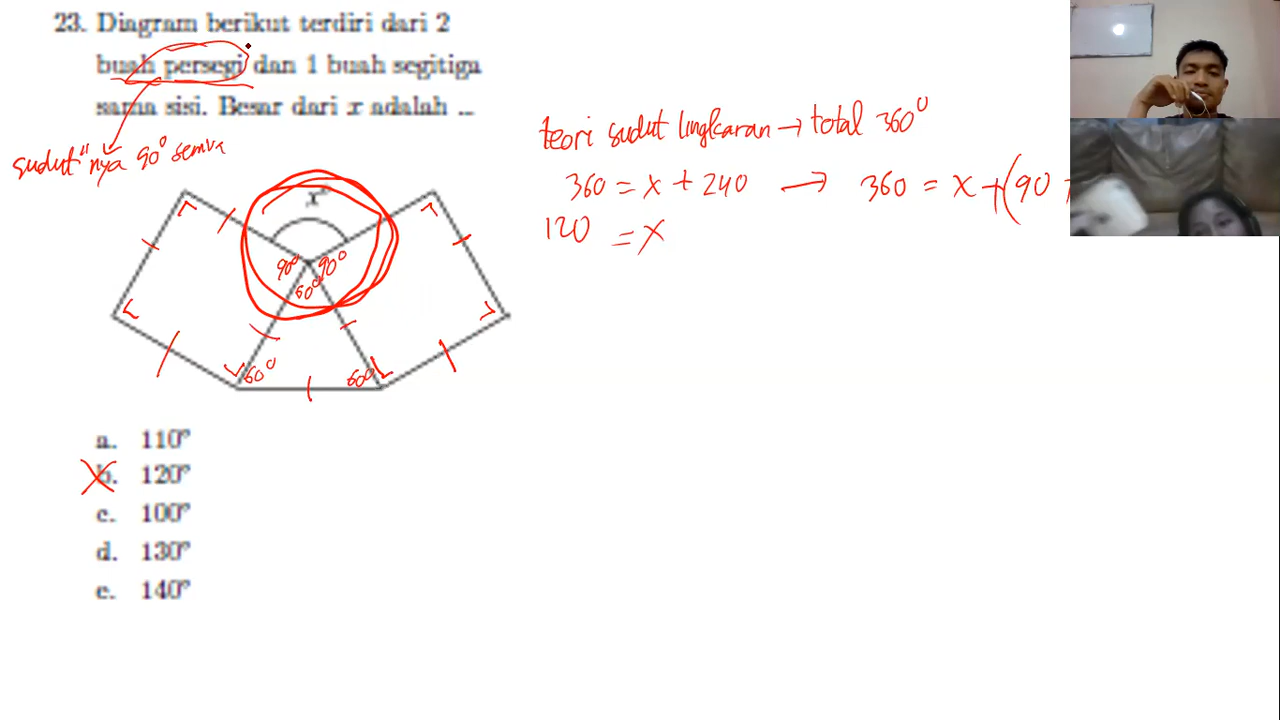 23. Diagram berikut terdiri dari 2
buah persegi dan 1 buah segitiga
sama sisi. Besar dari x adalah ...
sudut"nya 90° semua
teori sudut lingkaran → total 360°
360 = x + 240 → 360 = x + (90 +
120 = x
x°
90° 90°
60°
60° 60°
a. 110°
b. 120°
c. 100°
d. 130°
e. 140°